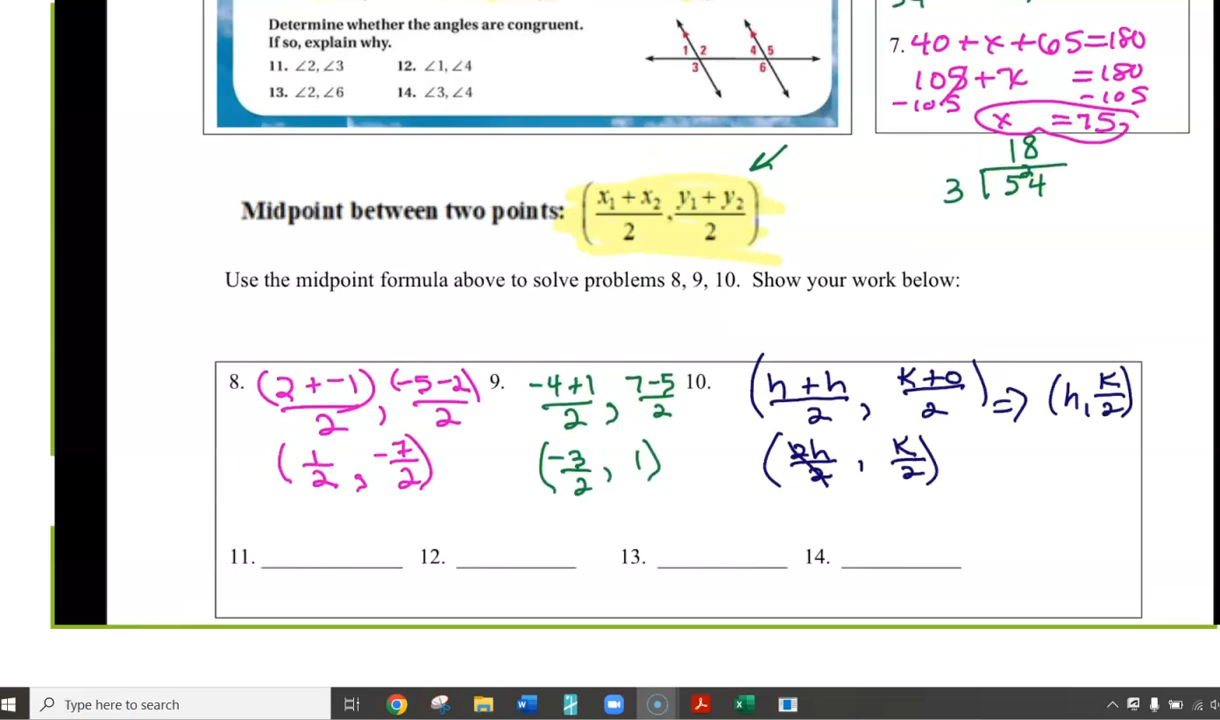 Determine whether the angles are congruent.
If so, explain why.
11. ∠2, ∠3 12. ∠1, ∠4
13. ∠2, ∠6 14. ∠3, ∠4
1 2 4 5
3 6
7. 40 + x + 65 = 180
108 + x = 180
-105 -105
x = 75
18
3 54
Midpoint between two points: (x₁ + x₂ / 2, y₁ + y₂ / 2)
Use the midpoint formula above to solve problems 8, 9, 10. Show your work below:
8. (2 + -1) / 2, (-5 - 2) / 2 9. -4+1 / 2, 7-5 / 2 10. (h + h / 2, K + 0 / 2) => (h, K/2)
(1/2, -7/2) (-3/2, 1) (2h/2, K/2)
11. ____________ 12. ____________ 13. ____________ 14. ____________
Type here to search